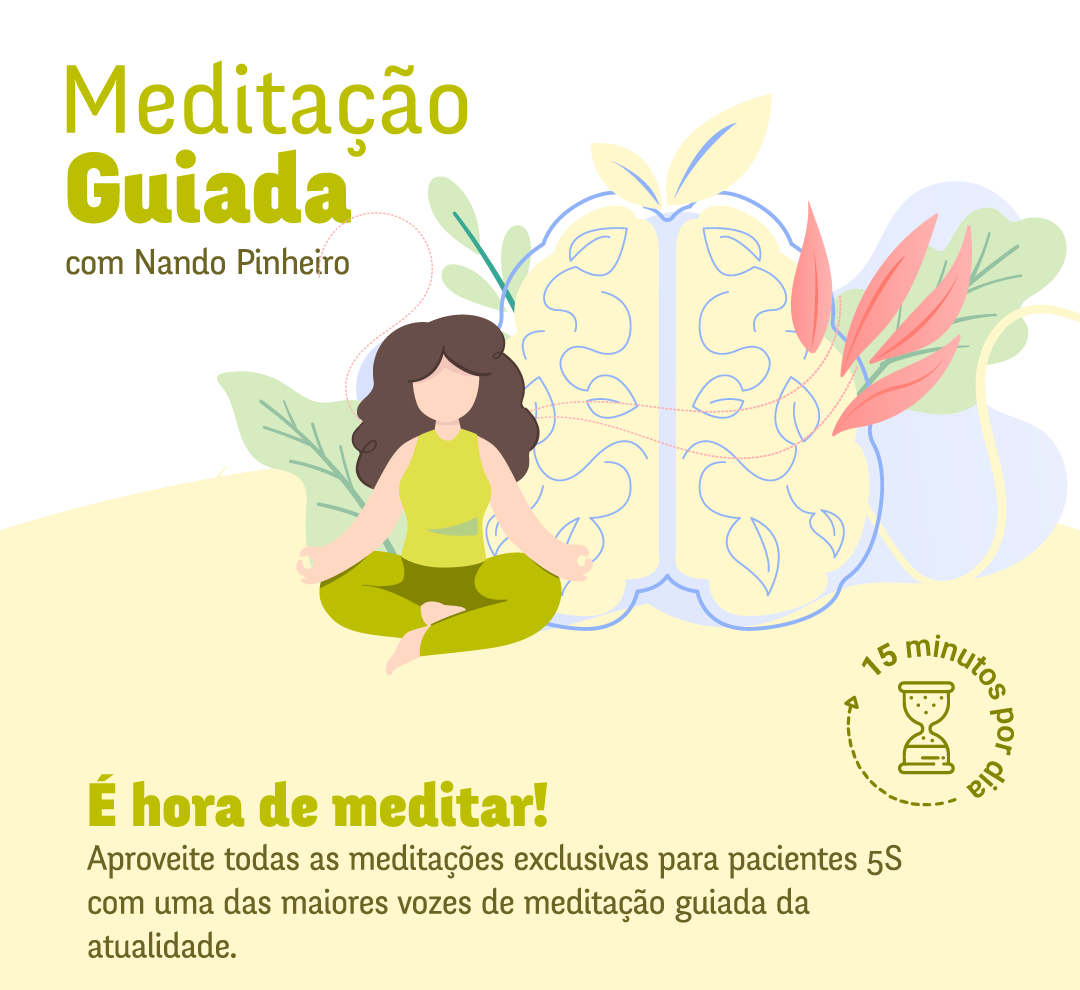 Meditação
Guiada
com Nando Pinheiro
15 minutos por dia
É hora de meditar!
Aproveite todas as meditações exclusivas para pacientes 5S
com uma das maiores vozes de meditação guiada da
atualidade.